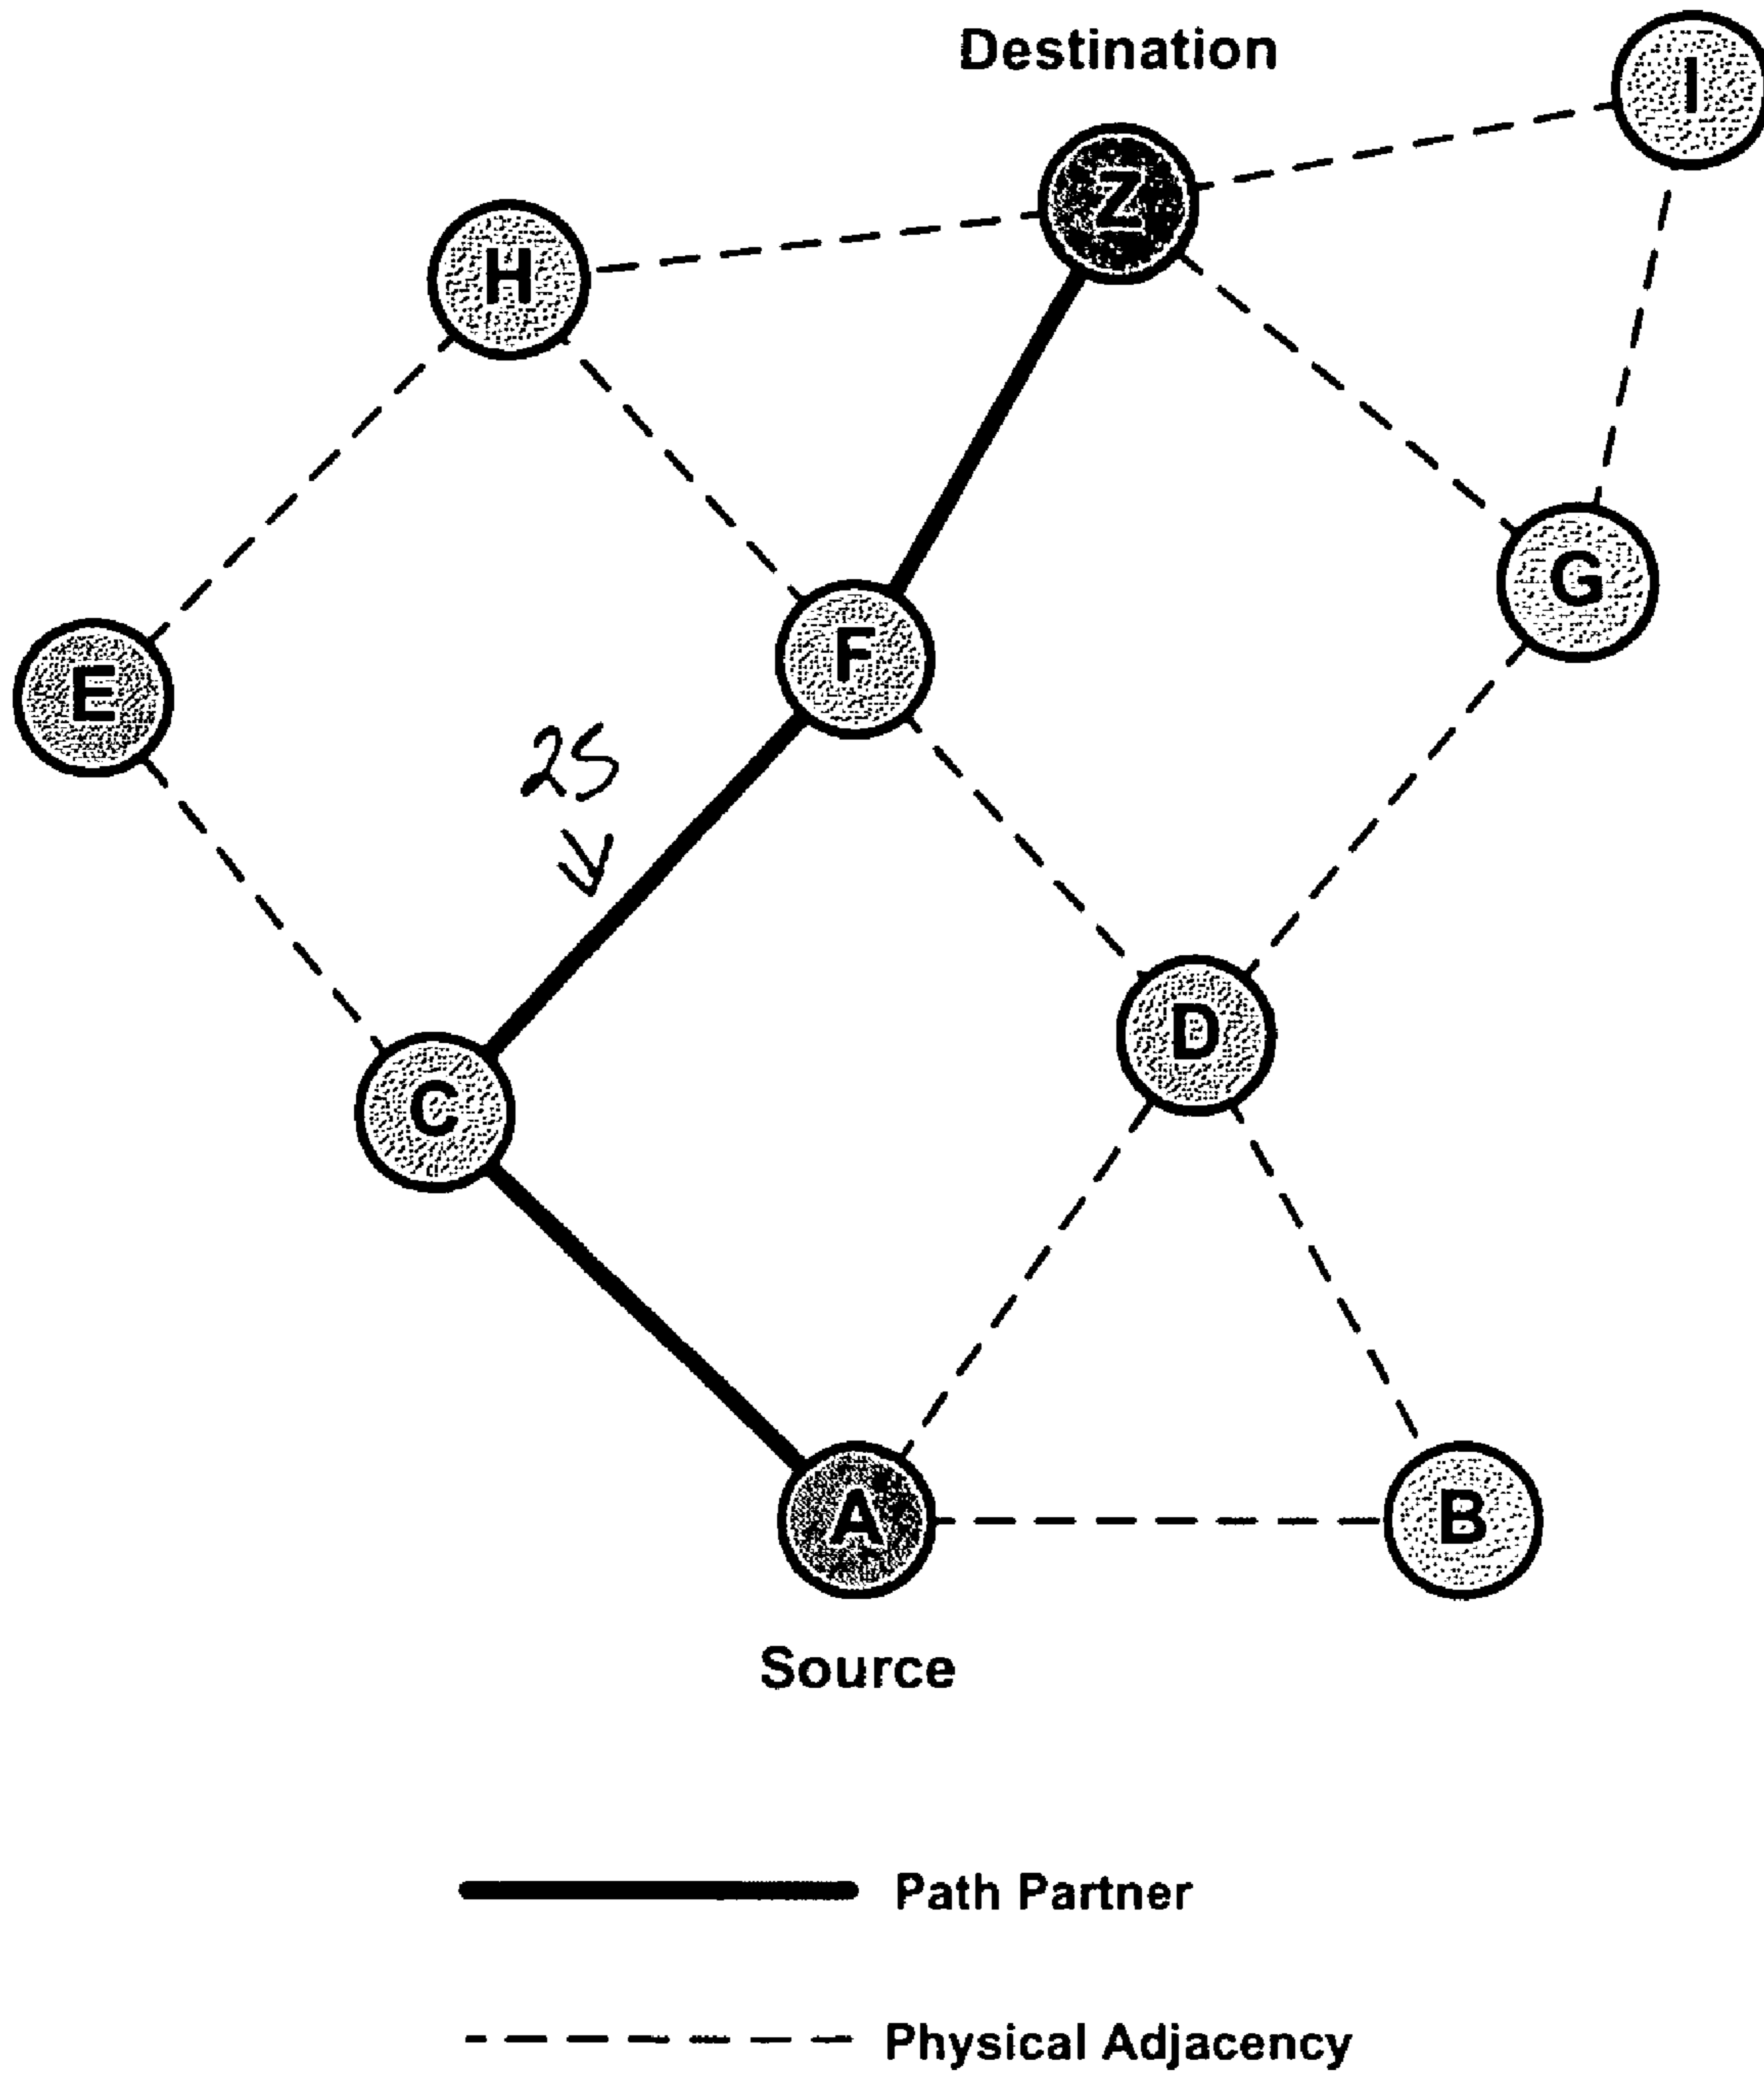 Destination
I
Z
H
G
F
E
25
D
C
A
B
Source
Path Partner
Physical Adjacency